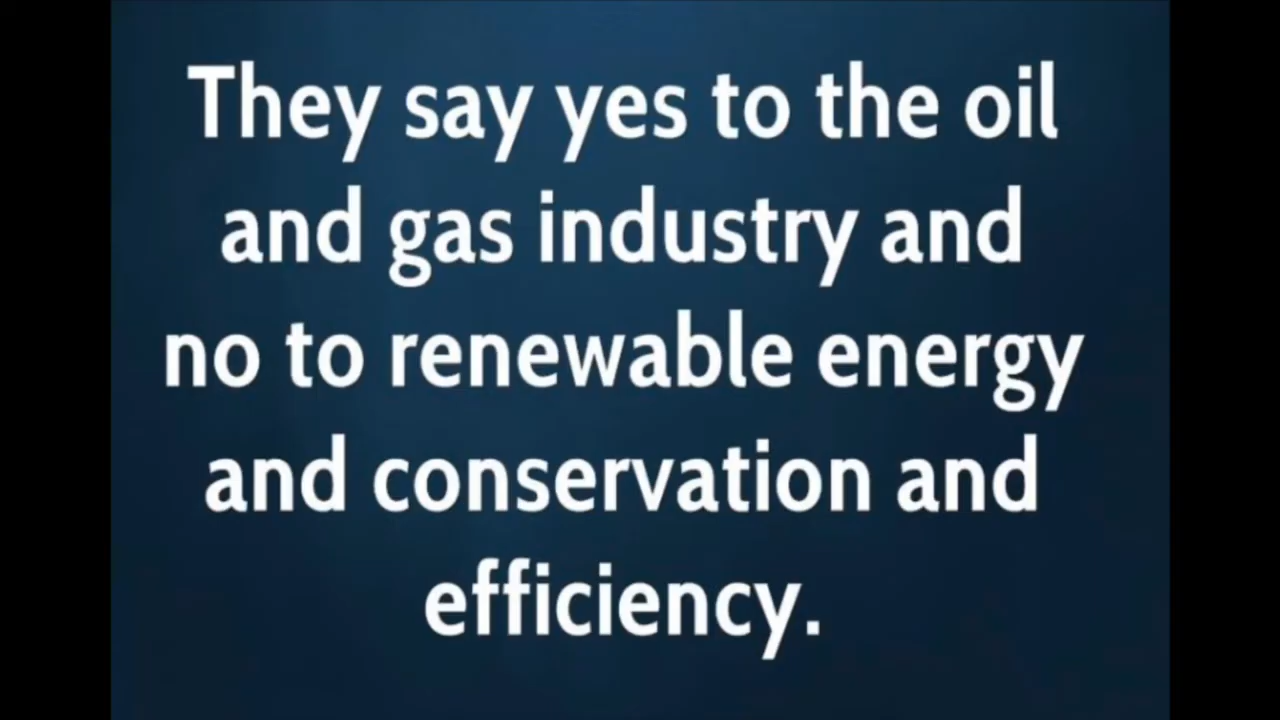 They say yes to the oil
and gas industry and
no to renewable energy
and conservation and
efficiency.